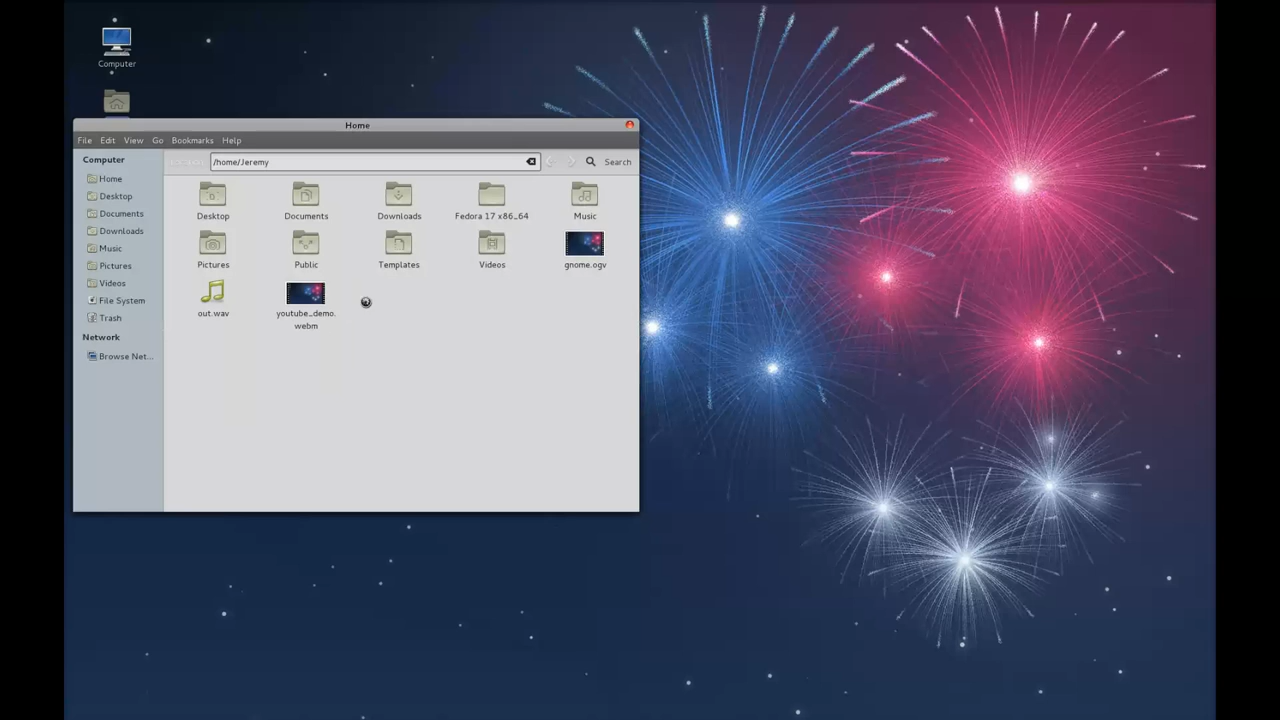 Computer
Home
File Edit View Go Bookmarks Help
Computer
/home/Jeremy
Search
Home
Desktop
Documents
Downloads
Music
Pictures
Videos
File System
Trash
Network
Browse Net...
Desktop
Documents
Downloads
Fedora 17 x86_64
Music
Pictures
Public
Templates
Videos
gnome.ogv
out.wav
youtube_demo.
webm